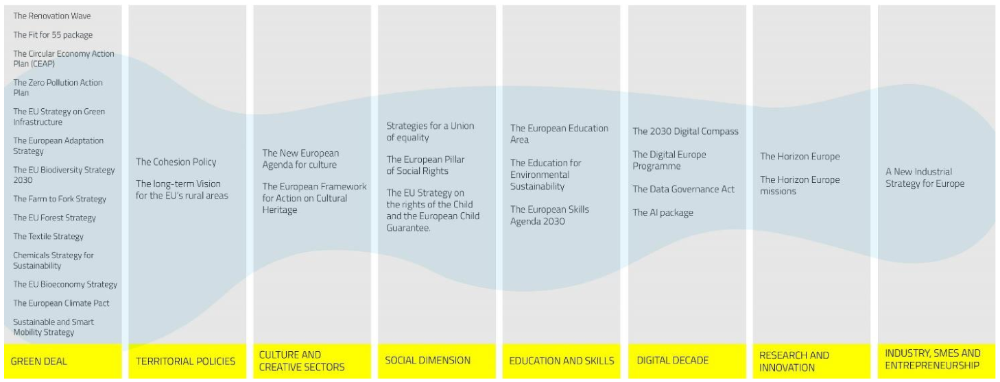 The Renovation Wave
The Fit for 55 package
The Circular Economy Action
Plan (CEAP)
The Zero Pollution Action
Plan
The EU Strategy on Green
Infrastructure
The European Adaptation
Strategy
The EU Biodiversity Strategy
2030
The Farm to Fork Strategy
The EU Forest Strategy
The Textile Strategy
Chemicals Strategy for
Sustainability
The EU Bioeconomy Strategy
The European Climate Pact
Sustainable and Smart
Mobility Strategy
GREEN DEAL
The Cohesion Policy
The long-term Vision
for the EU's rural areas
TERRITORIAL POLICIES
The New European
Agenda for culture
The European Framework
for Action on Cultural
Heritage
CULTURE AND
CREATIVE SECTORS
Strategies for a Union
of equality
The European Pillar
of Social Rights
The EU Strategy on
the rights of the Child
and the European Child
Guarantee.
SOCIAL DIMENSION
The European Education
Area
The Education for
Environmental
Sustainability
The European Skills
Agenda 2030
EDUCATION AND SKILLS
The 2030 Digital Compass
The Digital Europe
Programme
The Data Governance Act
The AI package
DIGITAL DECADE
The Horizon Europe
The Horizon Europe
missions
RESEARCH AND
INNOVATION
A New Industrial
Strategy for Europe
INDUSTRY, SMES AND
ENTREPRENEURSHIP